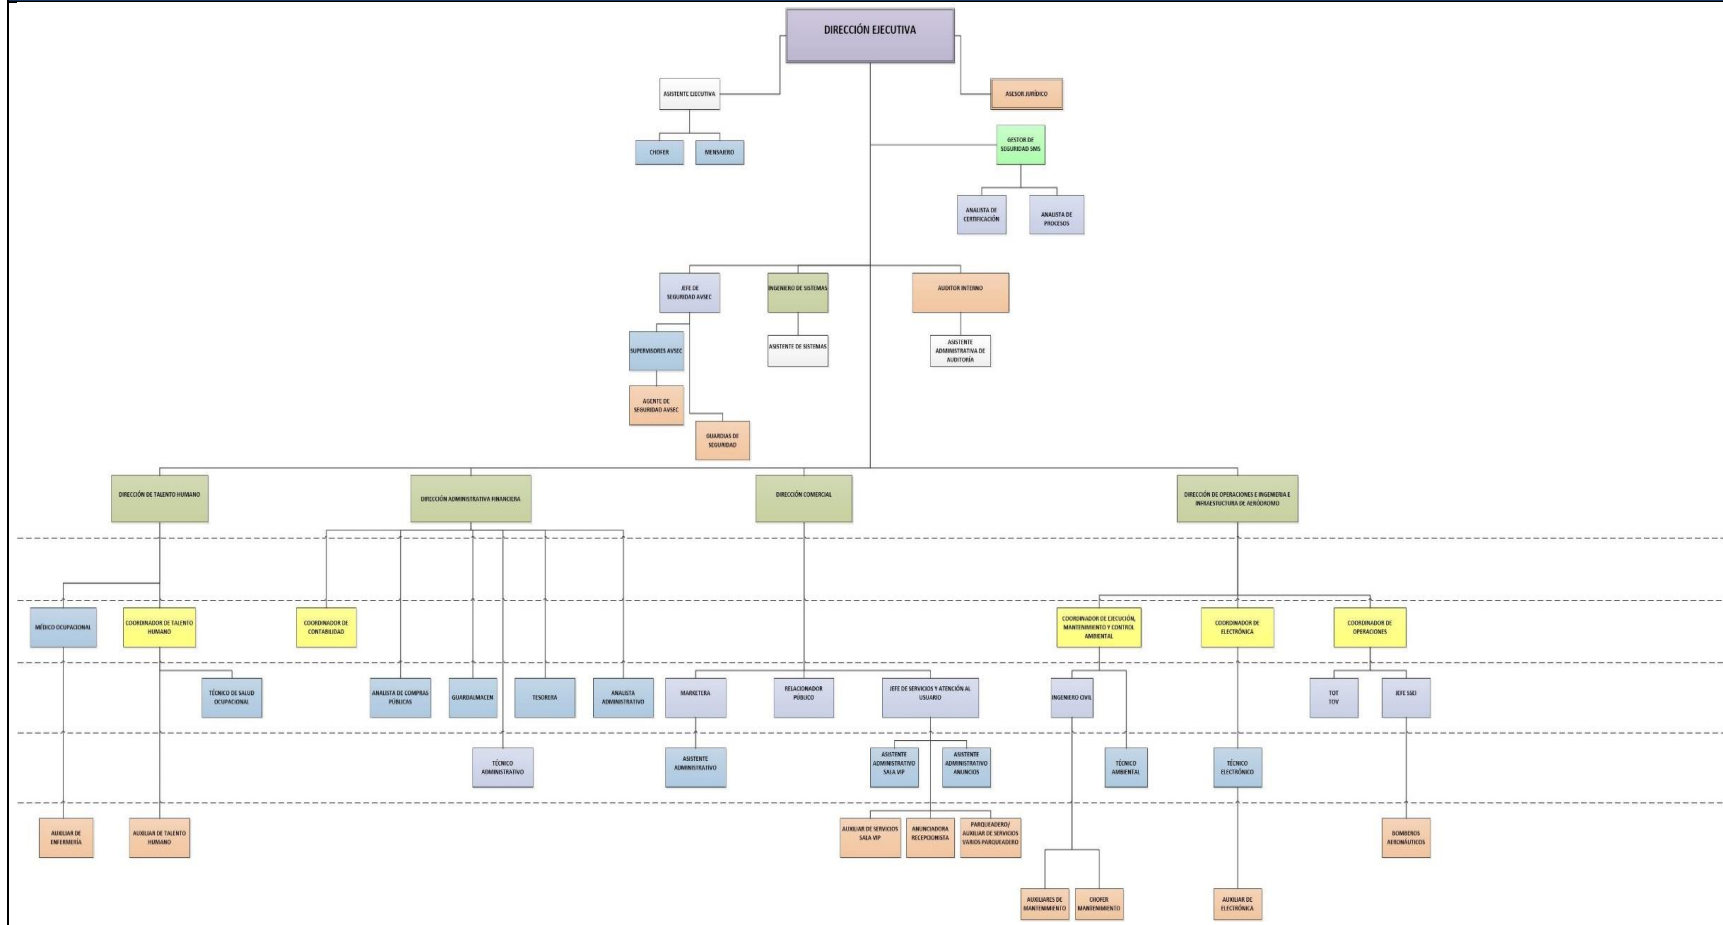 DIRECCIÓN EJECUTIVA
ASISTENTE EJECUTIVA
ASESOR JURÍDICO
CHOFER
MENSAJERO
GESTOR DE
SEGURIDAD SMS
ANALISTA DE
CERTIFICACIÓN
ANALISTA DE
PROCESOS
JEFE DE
SEGURIDAD AVSEC
INGENIERO DE SISTEMAS
AUDITOR INTERNO
SUPERVISORES AVSEC
ASISTENTE DE SISTEMAS
ASISTENTE
ADMINISTRATIVA DE
AUDITORÍA
AGENTE DE
SEGURIDAD AVSEC
GUARDIAS DE
SEGURIDAD
DIRECCIÓN DE TALENTO HUMANO
DIRECCIÓN ADMINISTRATIVA FINANCIERA
DIRECCIÓN COMERCIAL
DIRECCIÓN DE OPERACIONES E INGENIERIA E
INFRAESTUCTURA DE AERÓDROMO
MÉDICO OCUPACIONAL
COORDINADOR DE TALENTO
HUMANO
COORDINADOR DE
CONTABILIDAD
COORDINADOR DE EJECUCIÓN,
MANTENIMIENTO Y CONTROL
AMBIENTAL
COORDINADOR DE
ELECTRÓNICA
COORDINADOR DE
OPERACIONES
TÉCNICO DE SALUD
OCUPACIONAL
ANALISTA DE COMPRAS
PÚBLICAS
GUARDALMACEN
TESORERA
ANALISTA
ADMINISTRATIVO
MARKETERA
RELACIONADOR
PÚBLICO
JEFE DE SERVICIOS Y ATENCIÓN AL
USUARIO
INGENIERO CIVIL
TOT
TOV
JEFE SSEI
TÉCNICO
ADMINISTRATIVO
ASISTENTE
ADMINISTRATIVO
ASISTENTE
ADMINISTRATIVO
SALA VIP
ASISTENTE
ADMINISTRATIVO
ANUNCIOS
TÉCNICO
AMBIENTAL
TÉCNICO
ELECTRÓNICO
AUXILIAR DE
ENFERMERÍA
AUXILIAR DE TALENTO
HUMANO
AUXILIAR DE SERVICIOS
SALA VIP
ANUNCIADORA
RECEPCIONISTA
PARQUEADERO/
AUXILIAR DE SERVICIOS
VARIOS PARQUEADERO
BOMBEROS
AERONÁUTICOS
AUXILIARES DE
MANTENIMIENTO
CHOFER
MANTENIMIENTO
AUXILIAR DE
ELECTRÓNICA